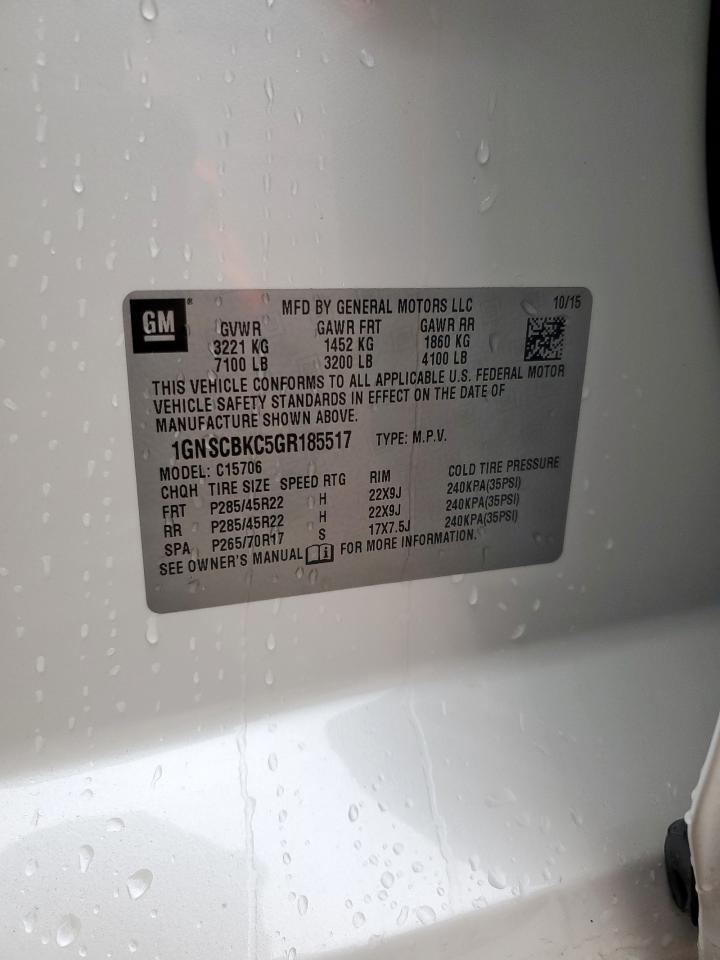 GM ® MFD BY GENERAL MOTORS LLC 10/15
GVWR GAWR FRT GAWR RR
3221 KG 1452 KG 1860 KG
7100 LB 3200 LB 4100 LB
THIS VEHICLE CONFORMS TO ALL APPLICABLE U.S. FEDERAL MOTOR
VEHICLE SAFETY STANDARDS IN EFFECT ON THE DATE OF
MANUFACTURE SHOWN ABOVE.
1GNSCBKC5GR185517 TYPE: M.P.V.
MODEL: C15706
CHQH TIRE SIZE SPEED RTG RIM COLD TIRE PRESSURE
FRT P285/45R22 H 22X9J 240KPA(35PSI)
RR P285/45R22 H 22X9J 240KPA(35PSI)
SPA P265/70R17 S 17X7.5J 240KPA(35PSI)
SEE OWNER'S MANUAL i FOR MORE INFORMATION.